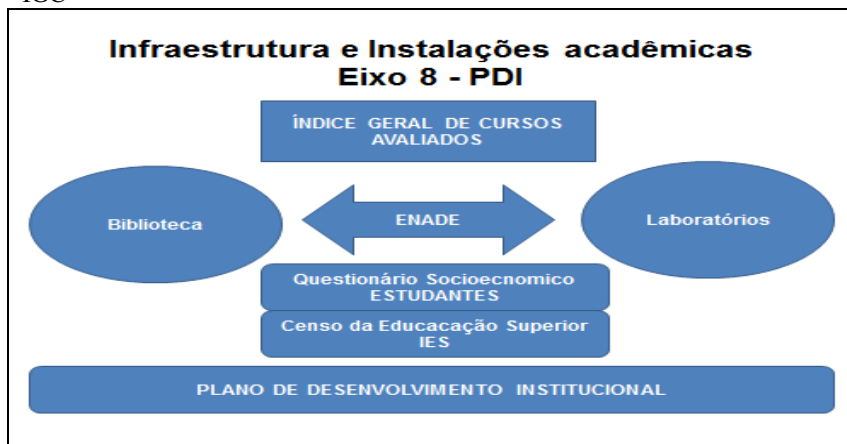 Infraestrutura e Instalações acadêmicas
Eixo 8 - PDI
ÍNDICE GERAL DE CURSOS
AVALIADOS
Biblioteca
ENADE
Laboratórios
Questionário Socioecnomico
ESTUDANTES
Censo da Educacação Superior
IES
PLANO DE DESENVOLVIMENTO INSTITUCIONAL